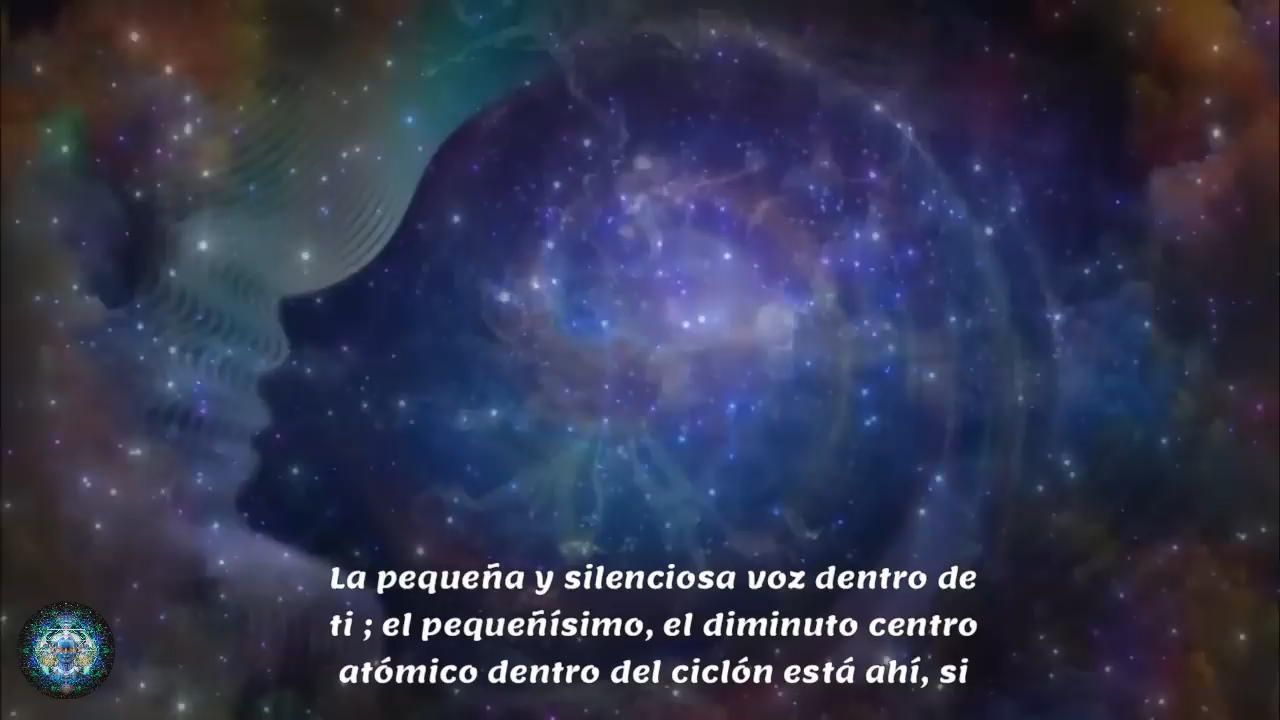 La pequeña y silenciosa voz dentro de
ti ; el pequeñísimo, el diminuto centro
atómico dentro del ciclón está ahí, si